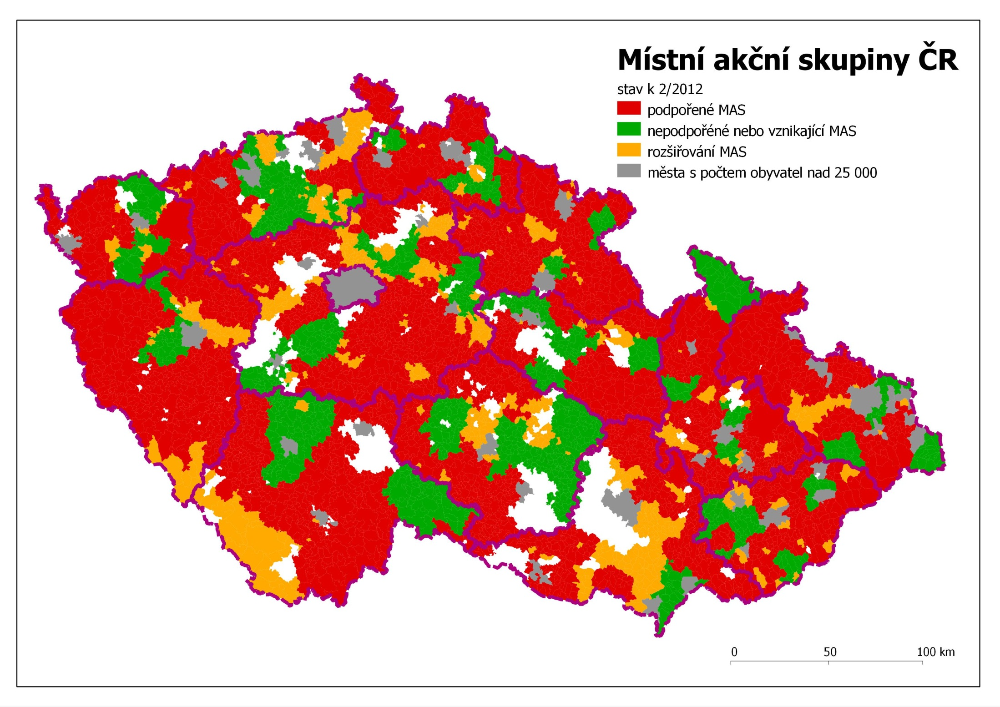 Místní akční skupiny ČR
stav k 2/2012
podpořené MAS
nepodpořéné nebo vznikající MAS
rozšiřování MAS
města s počtem obyvatel nad 25 000
0 50 100 km